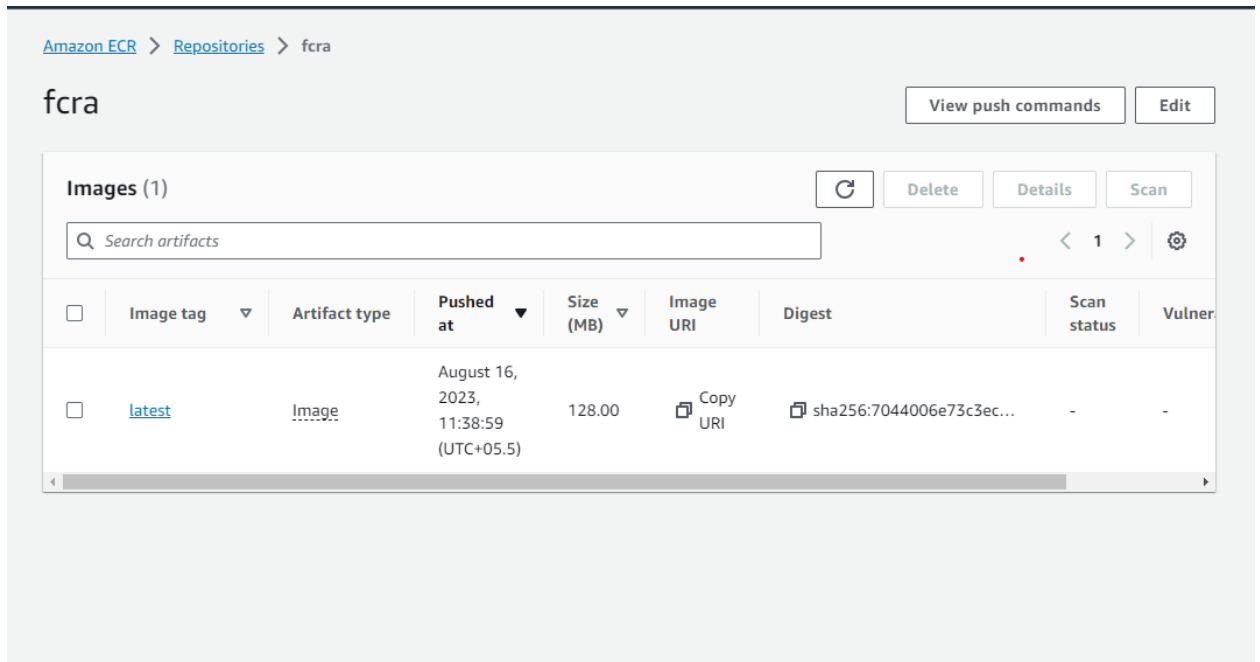 Amazon ECR > Repositories > fcra
fcra
View push commands
Edit
Images (1)
Delete
Details
Scan
Search artifacts
1
Image tag
Artifact type
Pushed at
Size (MB)
Image URI
Digest
Scan status
Vulner
latest
Image
August 16,
2023,
11:38:59
(UTC+05.5)
128.00
Copy
URI
sha256:7044006e73c3ec...
-
-